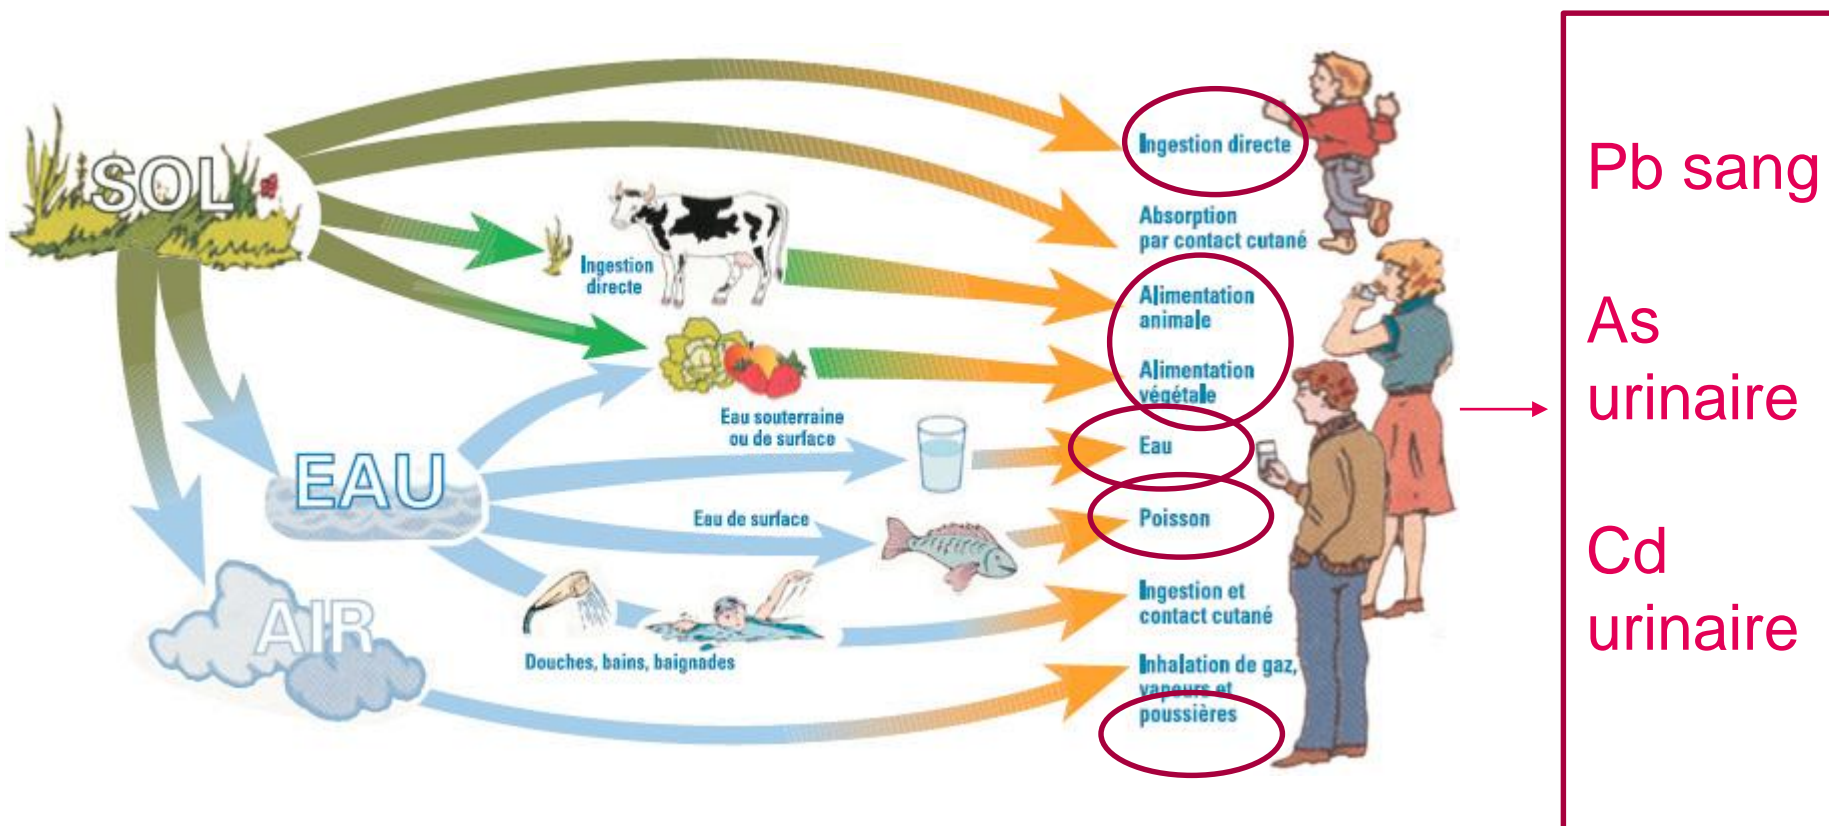 SOL
Ingestion
directe
Eau souterraine
ou de surface
EAU
Eau de surface
AIR
Douches, bains, baignades
Ingestion directe
Absorption
par contact cutané
Alimentation
animale
Alimentation
végétale
Eau
Poisson
Ingestion et
contact cutané
Inhalation de gaz,
vapeurs et
poussières
Pb sang
As
urinaire
Cd
urinaire